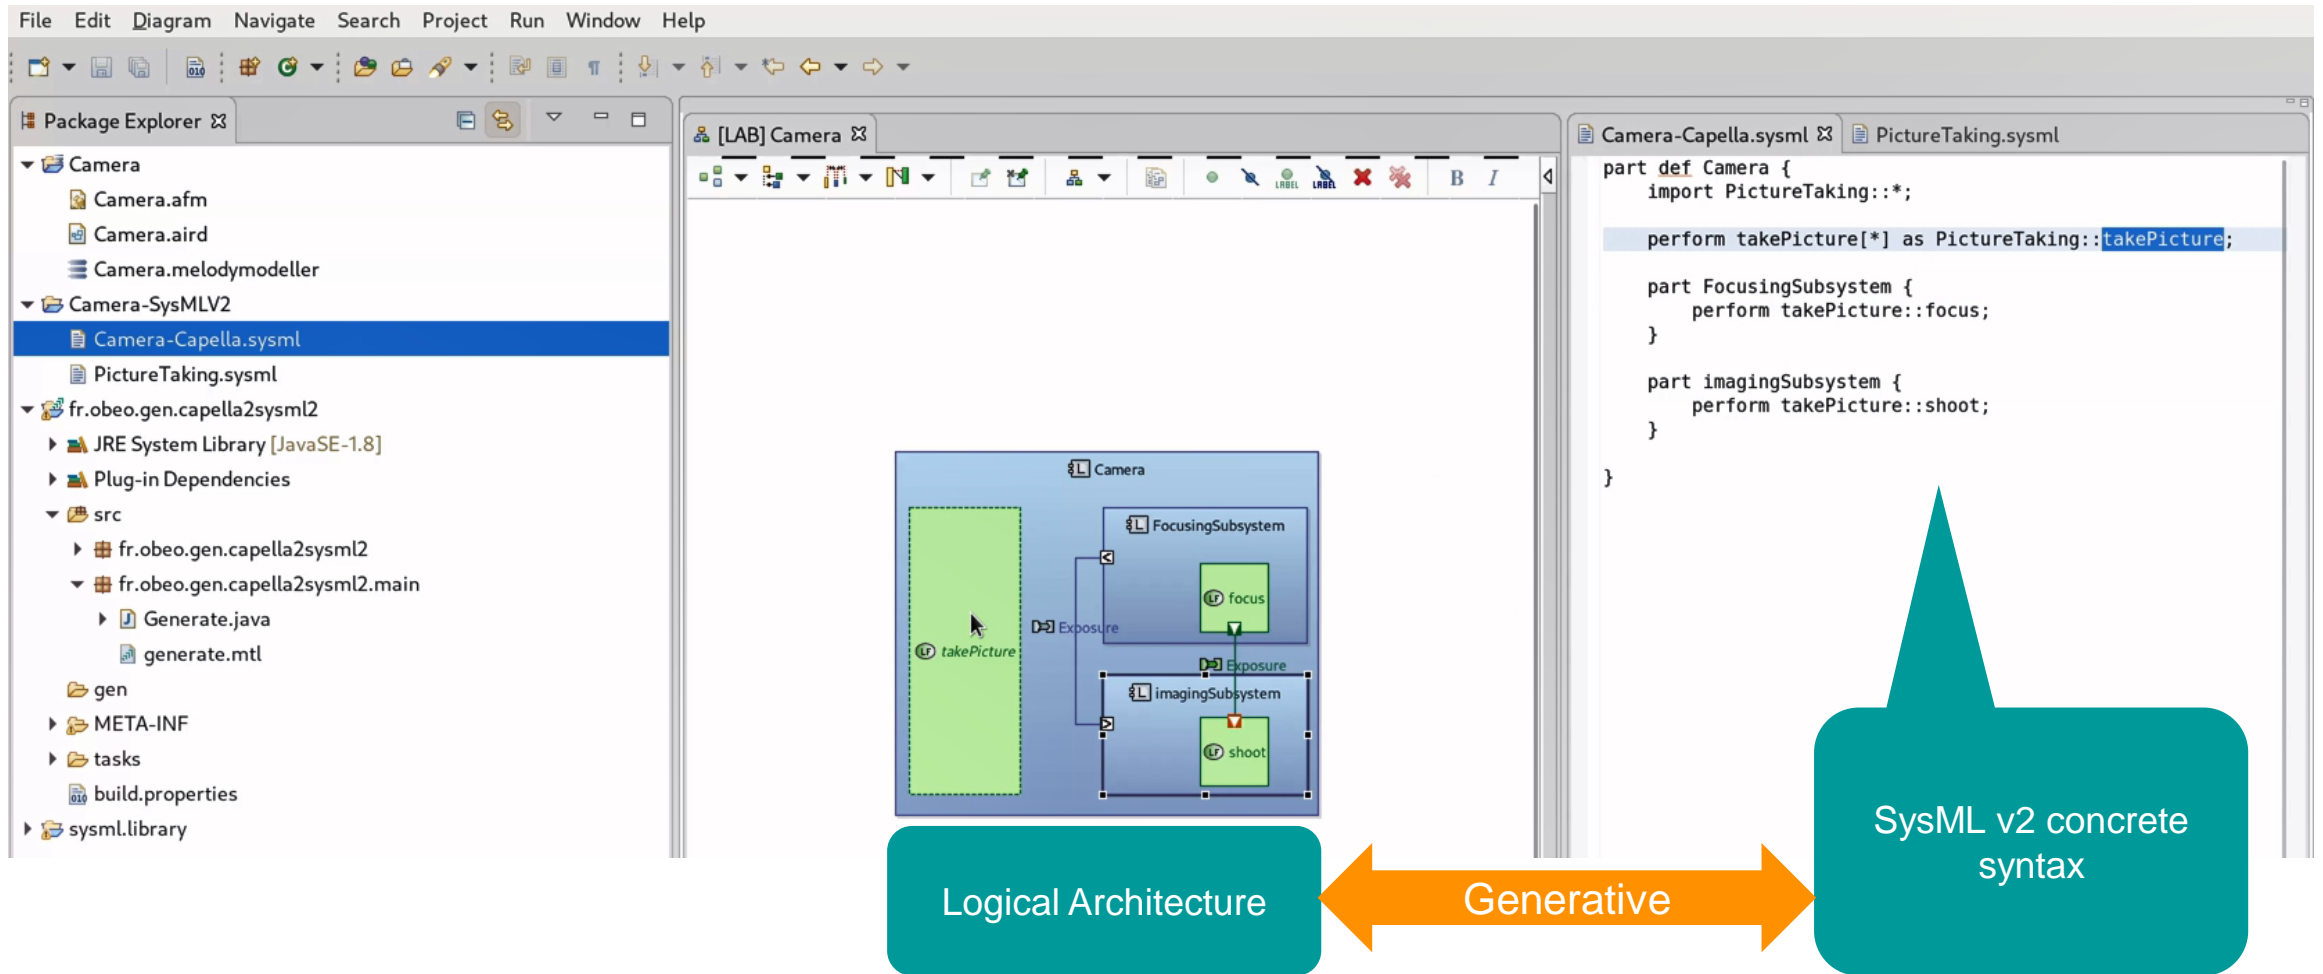 File Edit Diagram Navigate Search Project Run Window Help
Package Explorer
Camera
Camera.afm
Camera.aird
Camera.melodymodeller
Camera-SysMLV2
Camera-Capella.sysml
PictureTaking.sysml
fr.obeo.gen.capella2sysml2
JRE System Library [JavaSE-1.8]
Plug-in Dependencies
src
fr.obeo.gen.capella2sysml2
fr.obeo.gen.capella2sysml2.main
Generate.java
generate.mtl
gen
META-INF
tasks
build.properties
sysml.library
[LAB] Camera
LABEL LABEL B I
Camera
FocusingSubsystem
LF focus
Exposure
LF takePicture
Exposure
imagingSubsystem
LF shoot
Camera-Capella.sysml PictureTaking.sysml
part def Camera {
import PictureTaking::*;
perform takePicture[*] as PictureTaking::takePicture;
part FocusingSubsystem {
perform takePicture::focus;
}
part imagingSubsystem {
perform takePicture::shoot;
}
}
Logical Architecture
Generative
SysML v2 concrete
syntax